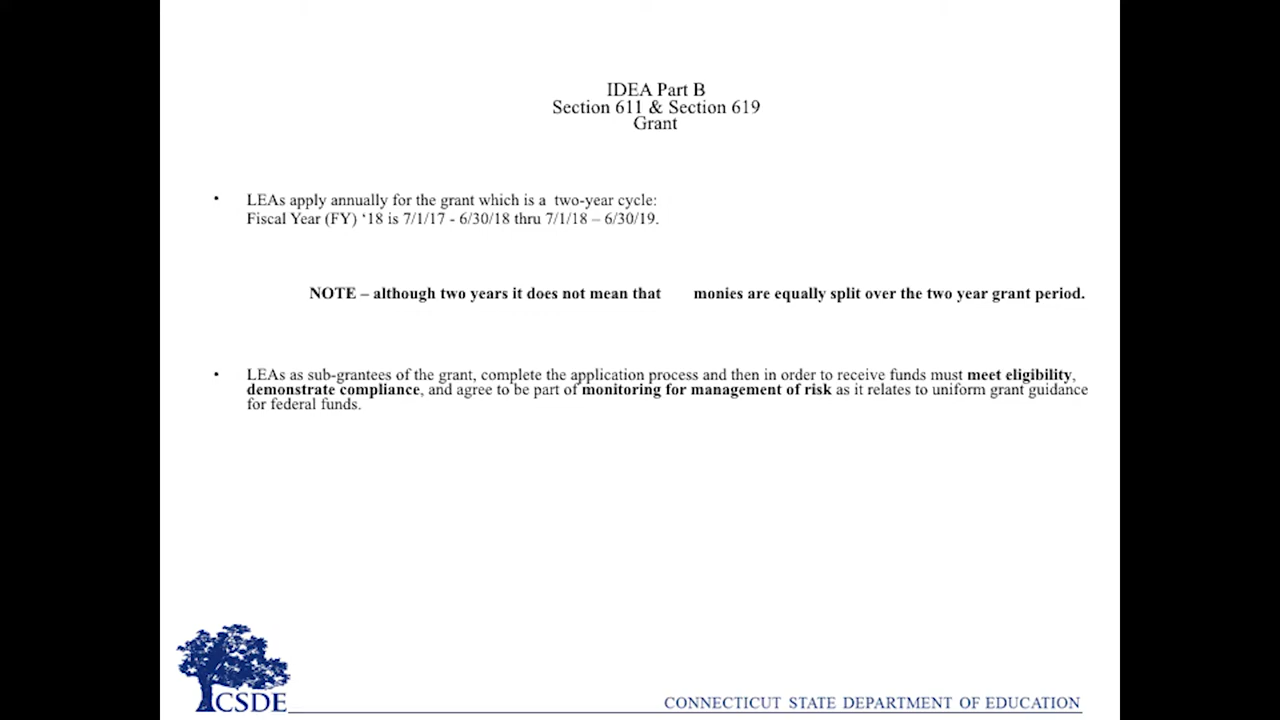 IDEA Part B
Section 611 & Section 619
Grant
• LEAs apply annually for the grant which is a  two-year cycle:
Fiscal Year (FY) ‘18 is 7/1/17 - 6/30/18 thru 7/1/18 – 6/30/19.
NOTE – although two years it does not mean that monies are equally split over the two year grant period.
• LEAs as sub-grantees of the grant, complete the application process and then in order to receive funds must meet eligibility,
demonstrate compliance, and agree to be part of monitoring for management of risk as it relates to uniform grant guidance
for federal funds.
CSDE
CONNECTICUT STATE DEPARTMENT OF EDUCATION